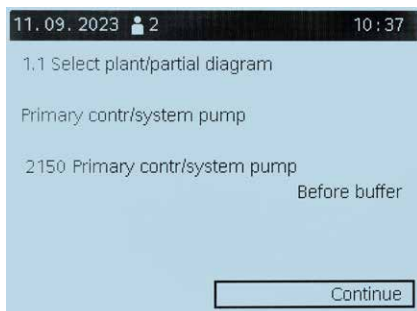 11.09.2023 2 10:37
1.1 Select plant/partial diagram
Primary contr/system pump
2150 Primary contr/system pump
Before buffer
Continue